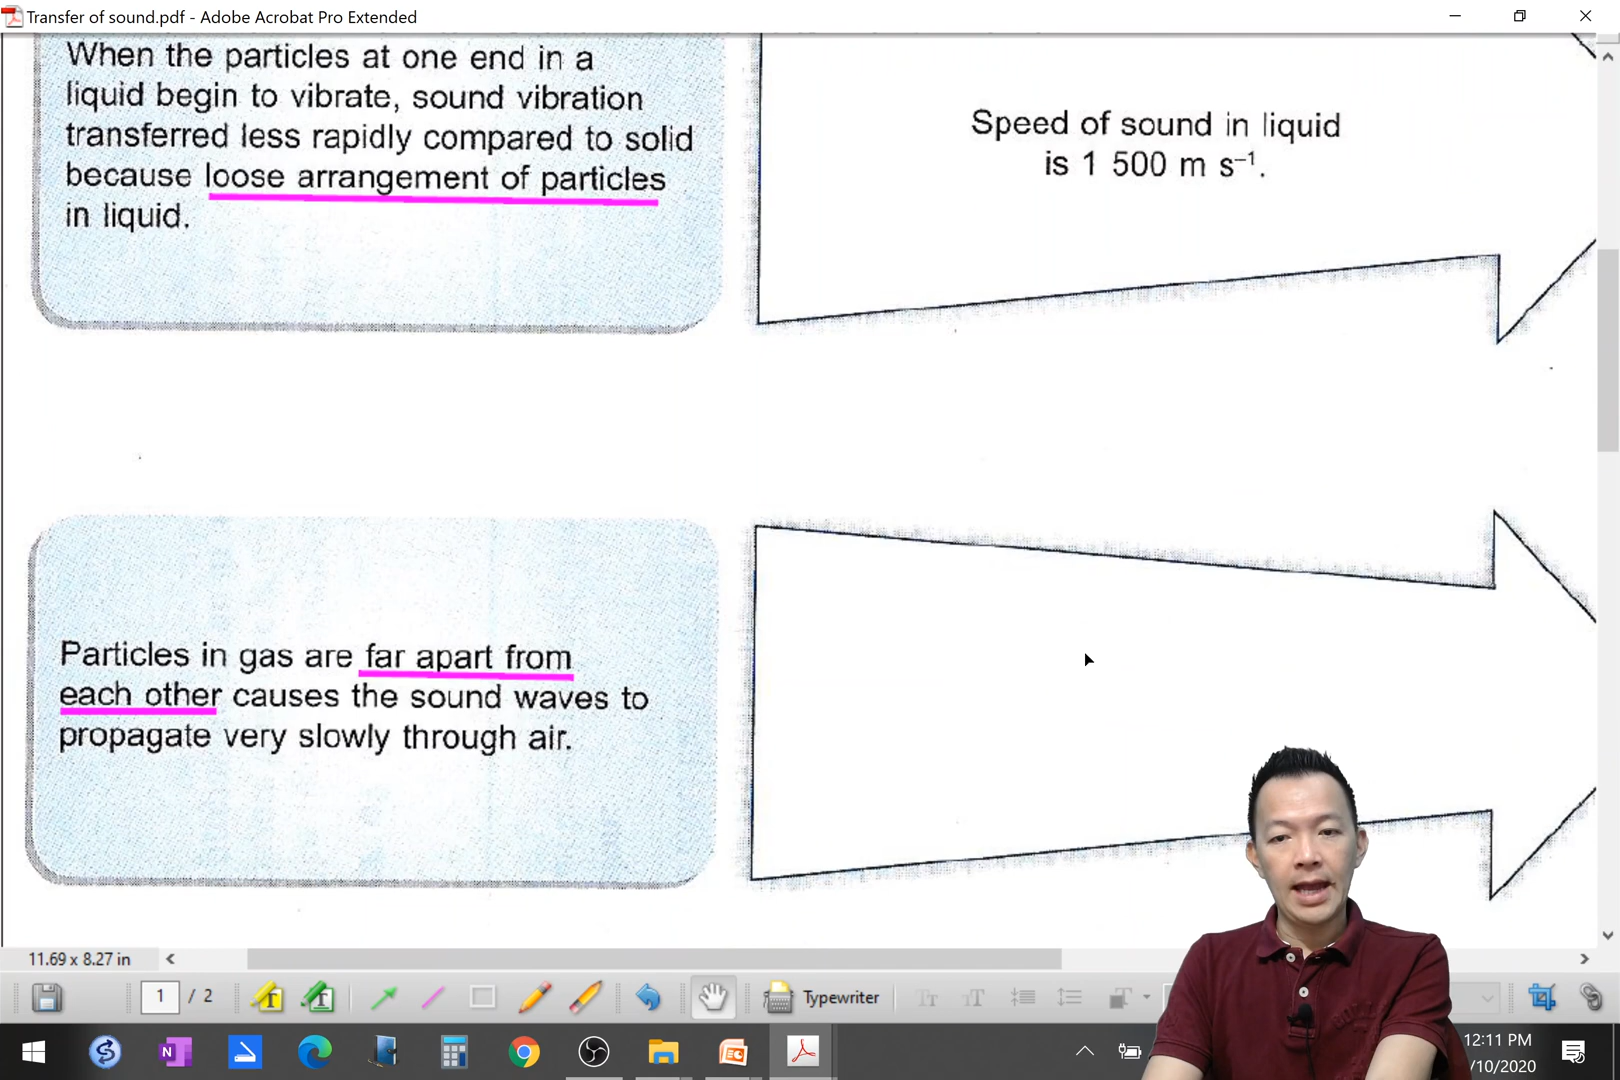 Transfer of sound.pdf - Adobe Acrobat Pro Extended
When the particles at one end in a
liquid begin to vibrate, sound vibration
transferred less rapidly compared to solid
because loose arrangement of particles
in liquid.
Speed of sound in liquid
is 1 500 m s⁻¹.
Particles in gas are far apart from
each other causes the sound waves to
propagate very slowly through air.
11.69 x 8.27 in
1 / 2
Typewriter
12:11 PM
/10/2020